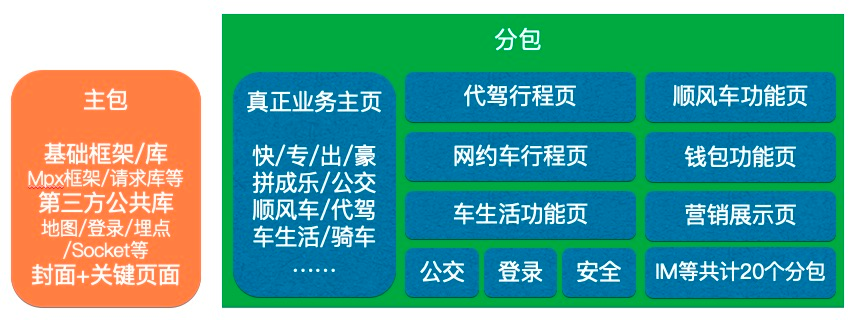 主包
基础框架/库
Mpx框架/请求库等
第三方公共库
地图/登录/埋点
/Socket等
封面+关键页面
分包
真正业务主页
快/专/出/豪
拼成乐/公交
顺风车/代驾
车生活/骑车
……
代驾行程页
顺风车功能页
网约车行程页
钱包功能页
车生活功能页
营销展示页
公交
登录
安全
IM等共计20个分包